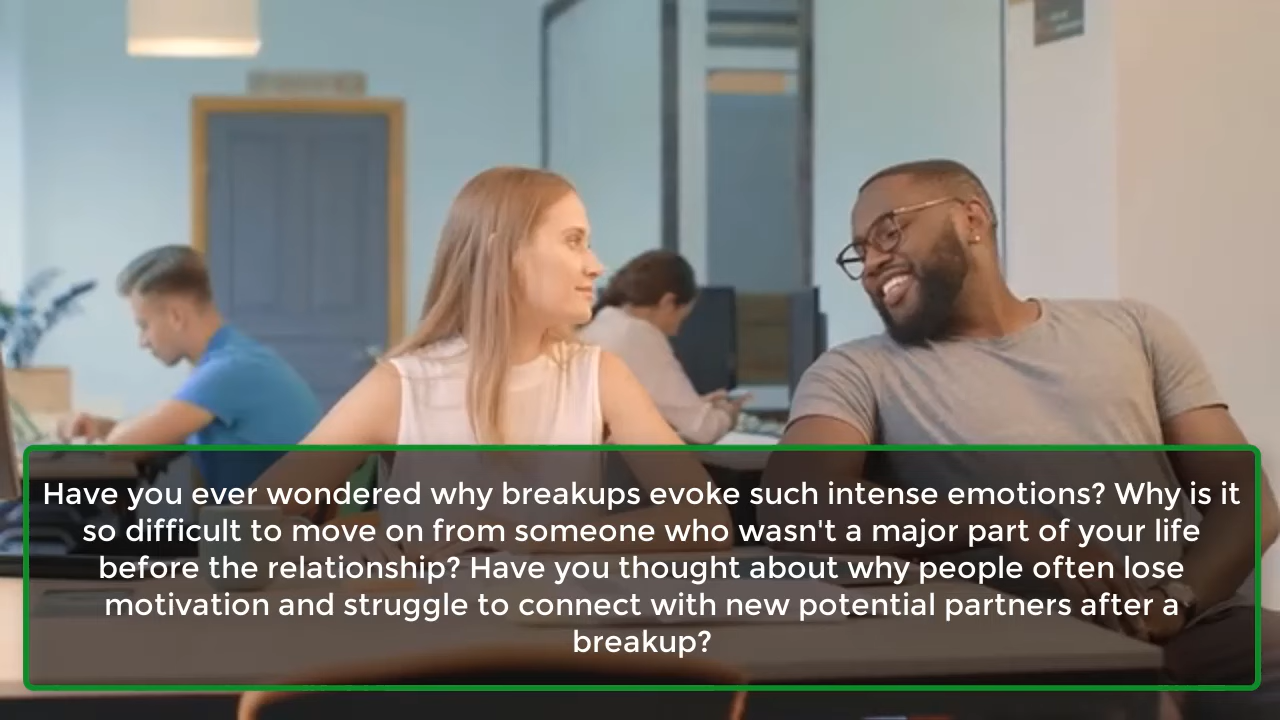 Have you ever wondered why breakups evoke such intense emotions? Why is it
so difficult to move on from someone who wasn't a major part of your life
before the relationship? Have you thought about why people often lose
motivation and struggle to connect with new potential partners after a
breakup?